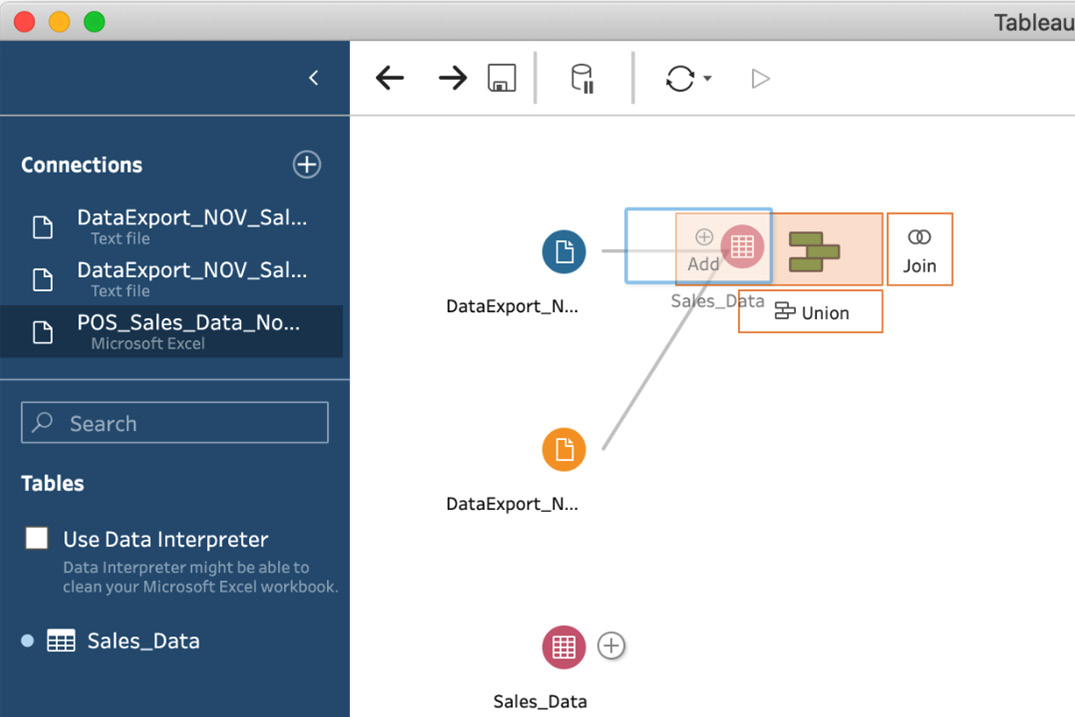 Tableau
Connections
DataExport_NOV_Sal...
Text file
DataExport_NOV_Sal...
Text file
POS_Sales_Data_No...
Microsoft Excel
Search
Tables
Use Data Interpreter
Data Interpreter might be able to
clean your Microsoft Excel workbook.
Sales_Data
DataExport_N...
Add
Sales_Data
Join
Union
DataExport_N...
Sales_Data